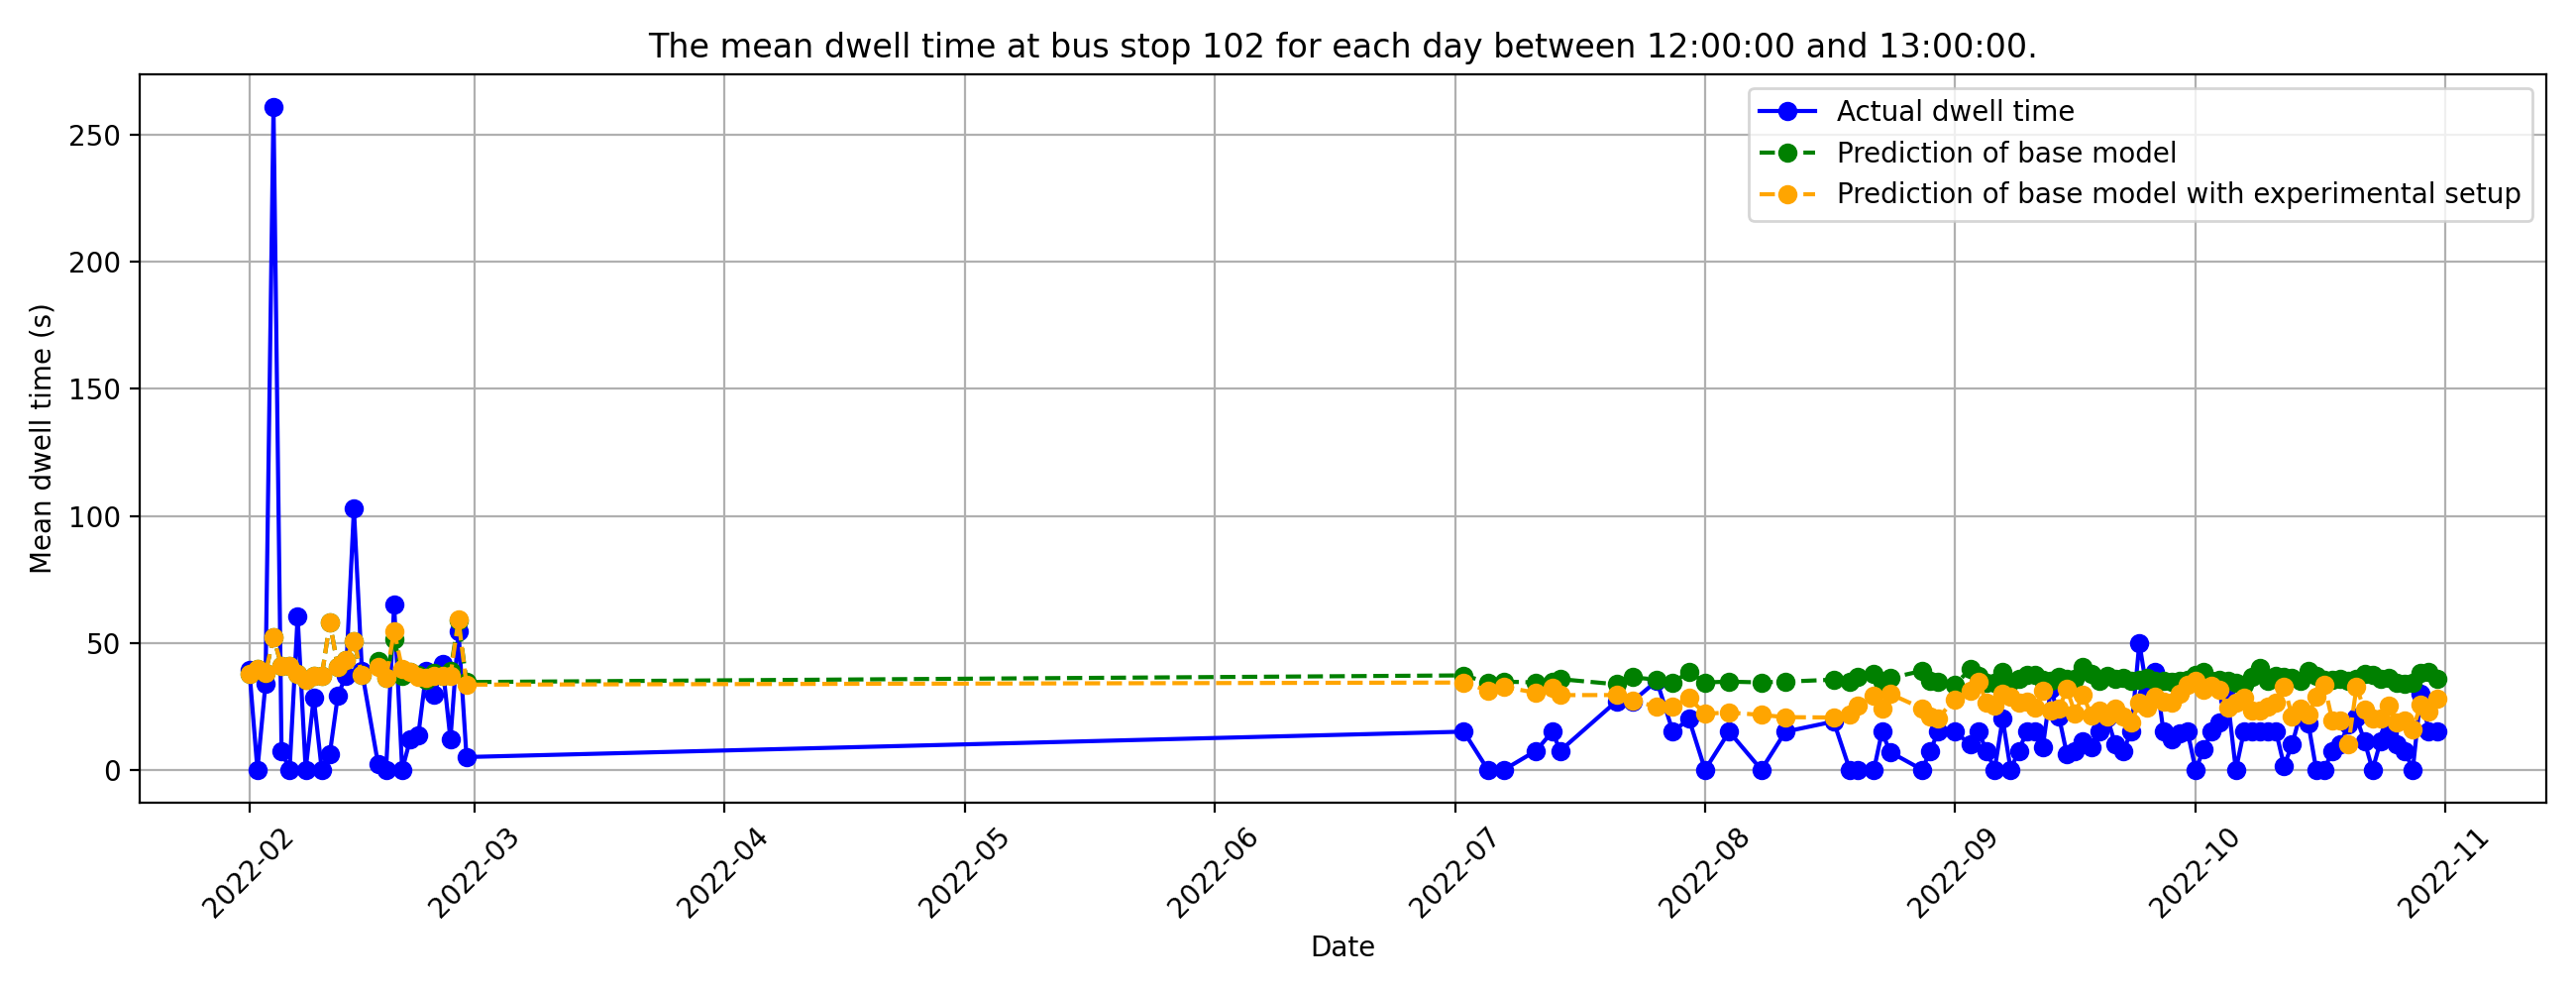 The mean dwell time at bus stop 102 for each day between 12:00:00 and 13:00:00.
Actual dwell time
Prediction of base model
Prediction of base model with experimental setup
Mean dwell time (s)
250
200
150
100
50
0
2022-02
2022-03
2022-04
2022-05
2022-06
2022-07
2022-08
2022-09
2022-10
2022-11
Date